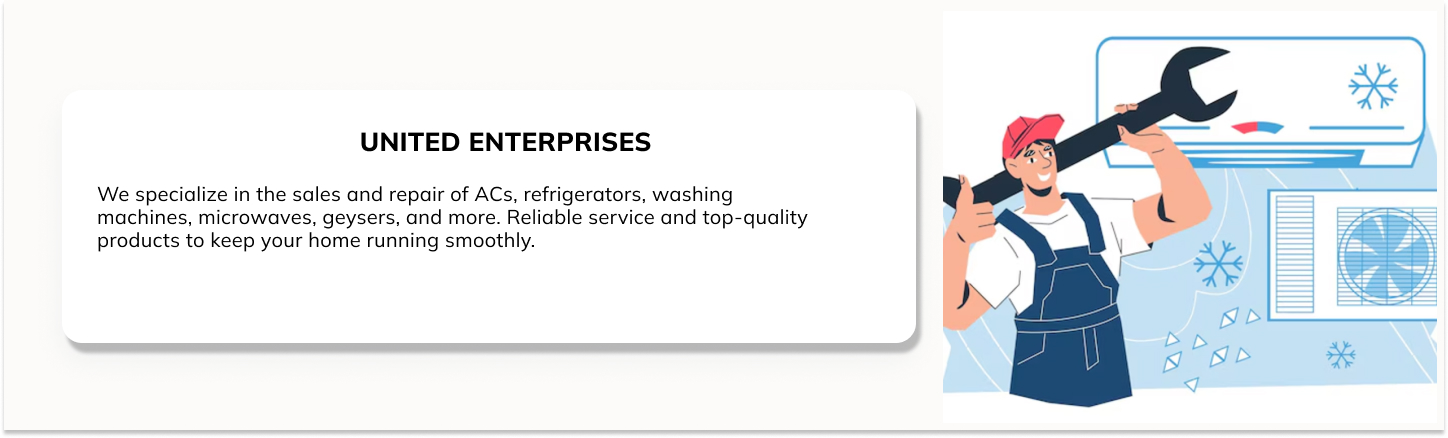 UNITED ENTERPRISES
We specialize in the sales and repair of ACs, refrigerators, washing
machines, microwaves, geysers, and more. Reliable service and top-quality
products to keep your home running smoothly.